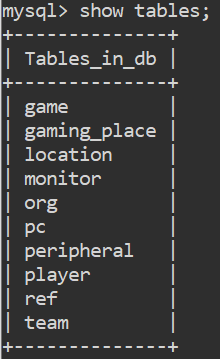 mysql> show tables;
+--------------+
| Tables_in_db |
+--------------+
| game         |
| gaming_place |
| location     |
| monitor      |
| org          |
| pc           |
| peripheral   |
| player       |
| ref          |
| team         |
+--------------+